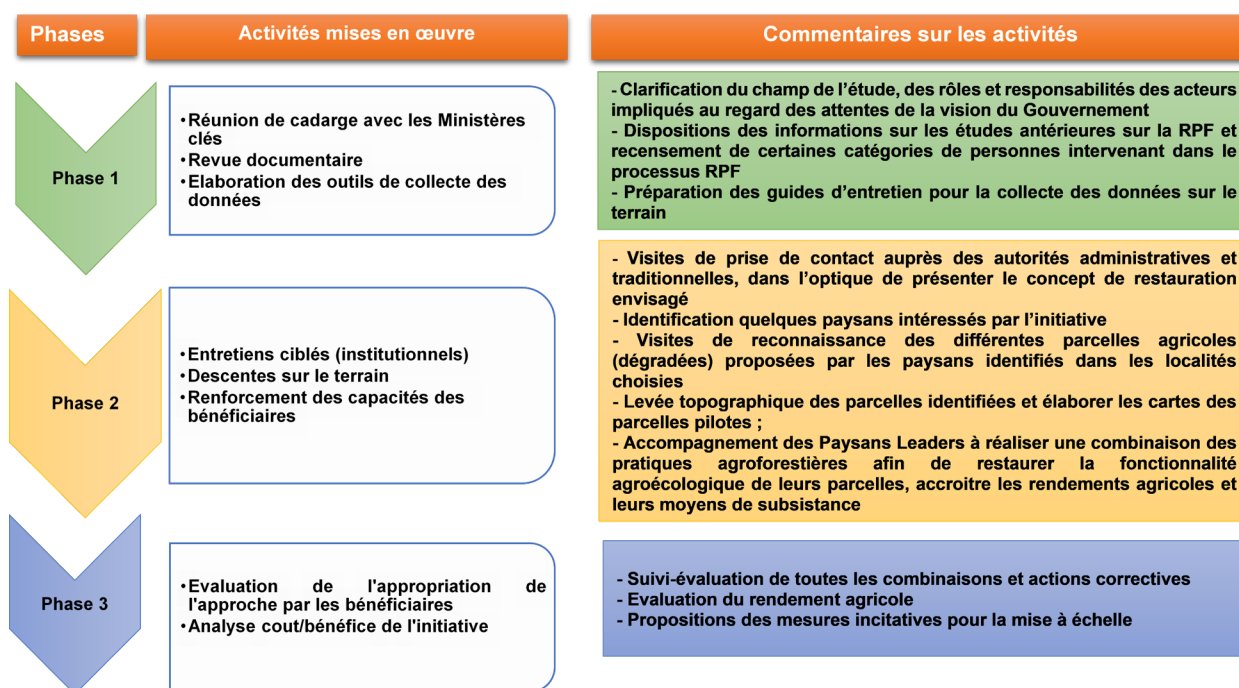 Phases
Activités mises en œuvre
Commentaires sur les activités
Phase 1
•Réunion de cadarge avec les Ministères
clés
•Revue documentaire
•Elaboration des outils de collecte des
données
- Clarification du champ de l'étude, des rôles et responsabilités des acteurs
impliqués au regard des attentes de la vision du Gouvernement
- Dispositions des informations sur les études antérieures sur la RPF et
recensement de certaines catégories de personnes intervenant dans le
processus RPF
- Préparation des guides d'entretien pour la collecte des données sur le
terrain
Phase 2
•Entretiens ciblés (institutionnels)
•Descentes sur le terrain
•Renforcement des capacités des
bénéficiaires
- Visites de prise de contact auprès des autorités administratives et
traditionnelles, dans l'optique de présenter le concept de restauration
envisagé
- Identification quelques paysans intéressés par l'initiative
- Visites de reconnaissance des différentes parcelles agricoles
(dégradées) proposées par les paysans identifiés dans les localités
choisies
- Levée topographique des parcelles identifiées et élaborer les cartes des
parcelles pilotes ;
- Accompagnement des Paysans Leaders à réaliser une combinaison des
pratiques agroforestières afin de restaurer la fonctionnalité
agroécologique de leurs parcelles, accroitre les rendements agricoles et
leurs moyens de subsistance
Phase 3
•Evaluation de l'appropriation de
l'approche par les bénéficiaires
•Analyse cout/bénéfice de l'initiative
- Suivi-évaluation de toutes les combinaisons et actions correctives
- Evaluation du rendement agricole
- Propositions des mesures incitatives pour la mise à échelle